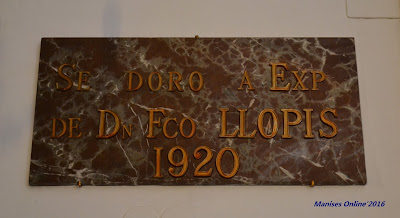 SE DORO A EXP
DE DN FCO LLOPIS
1920
Manises Online'2016